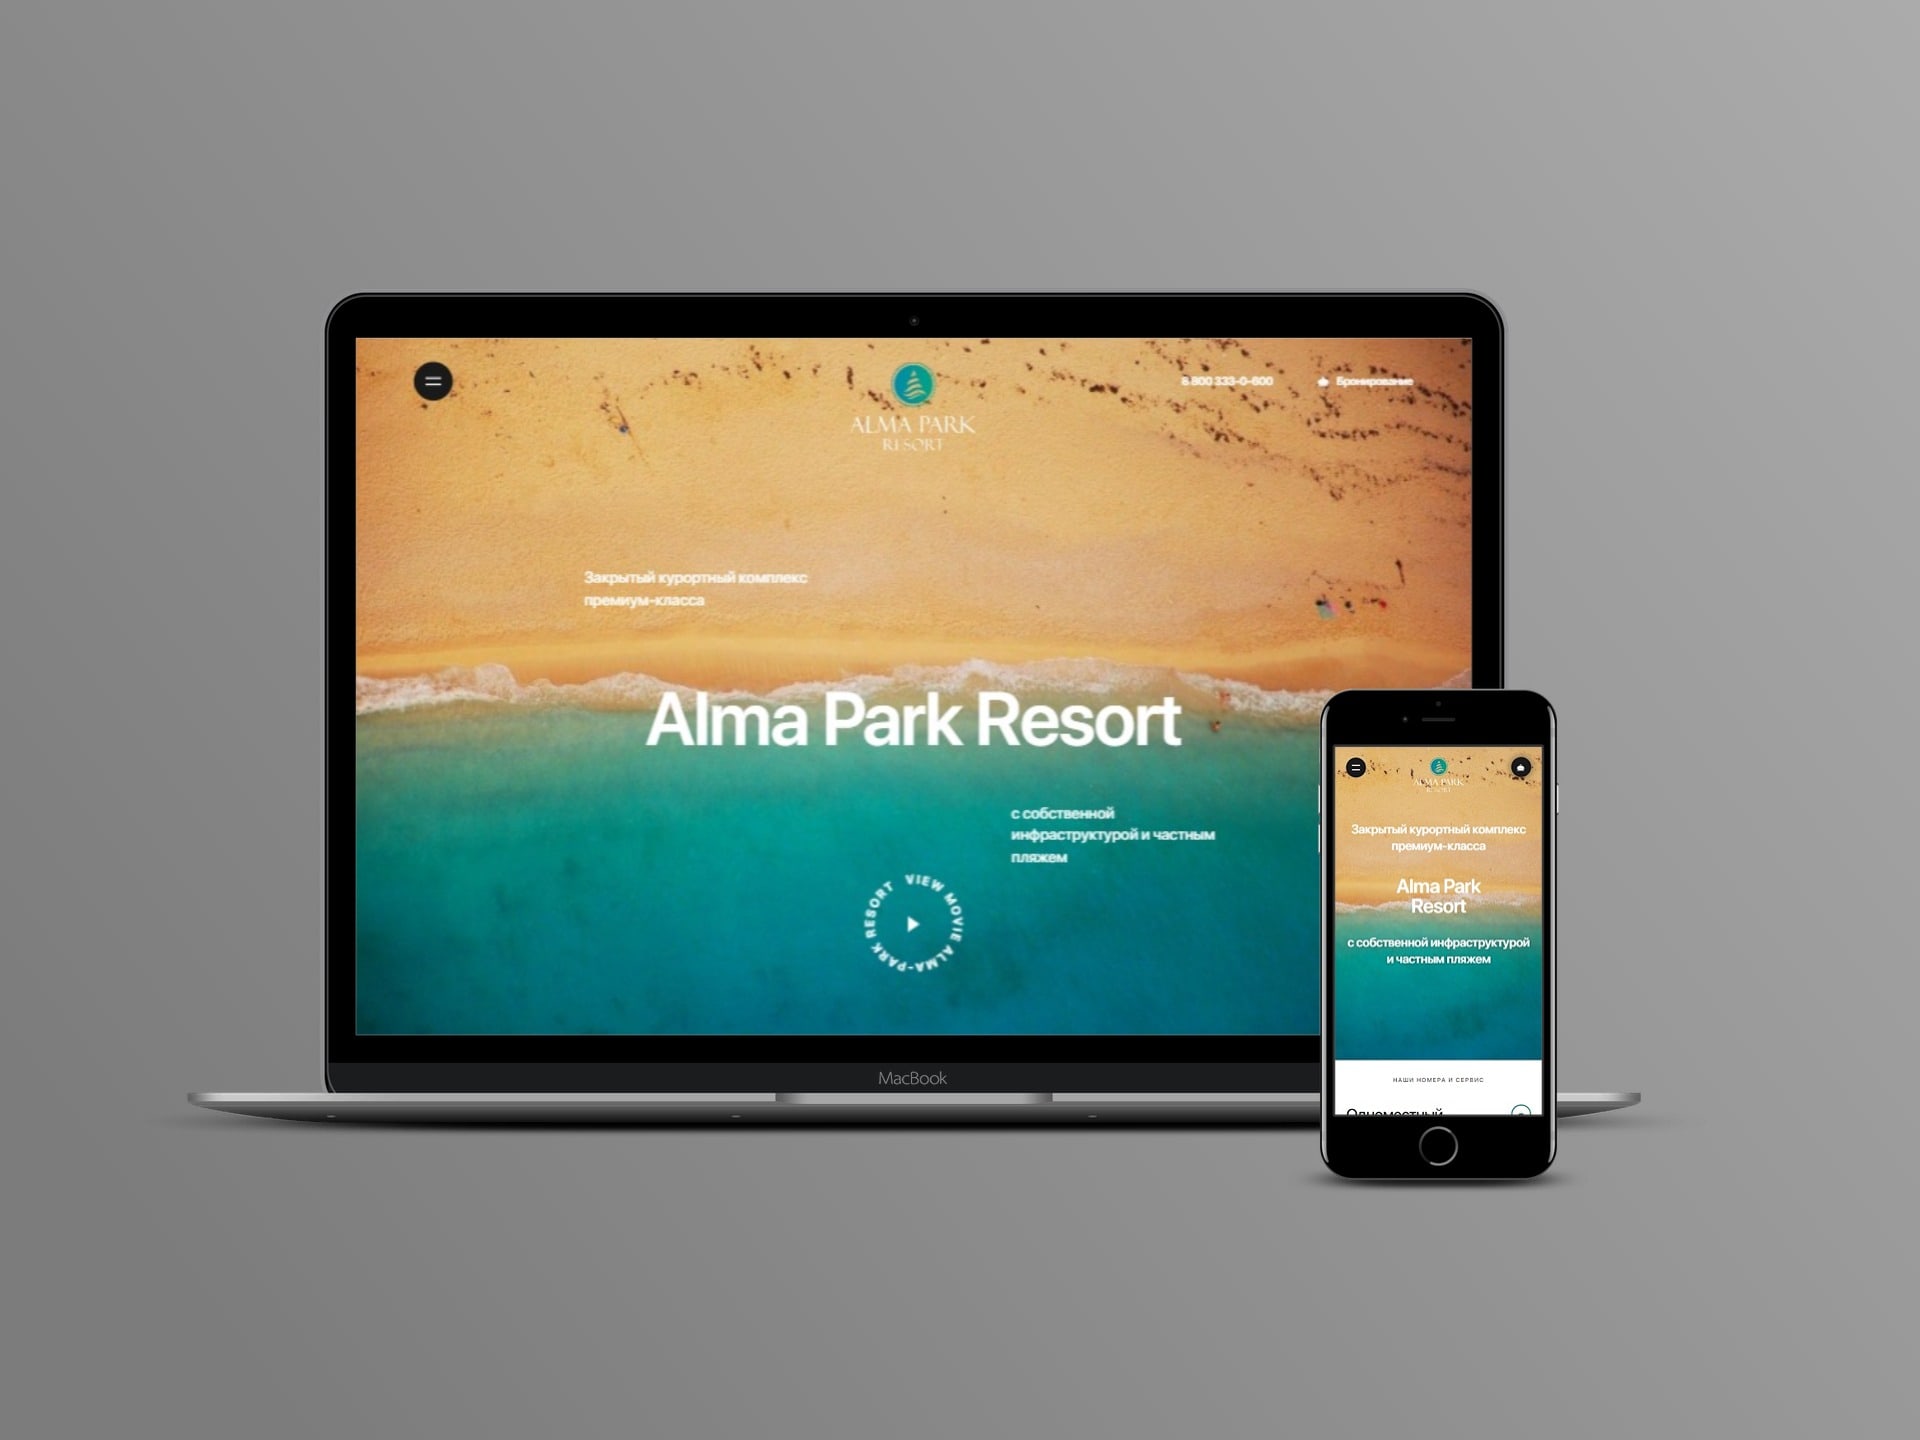 ALMA PARK
RESORT
8 800 333-0-600
Бронирование
Закрытый курортный комплекс
премиум-класса
Alma Park Resort
с собственной
инфраструктурой и частным
пляжем
VIEW MOVIE ALMA-PARK RESORT
MacBook
ALMA PARK
RESORT
Закрытый курортный комплекс
премиум-класса
Alma Park
Resort
с собственной инфраструктурой
и частным пляжем
НАШИ НОМЕРА И СЕРВИС
Одноместный